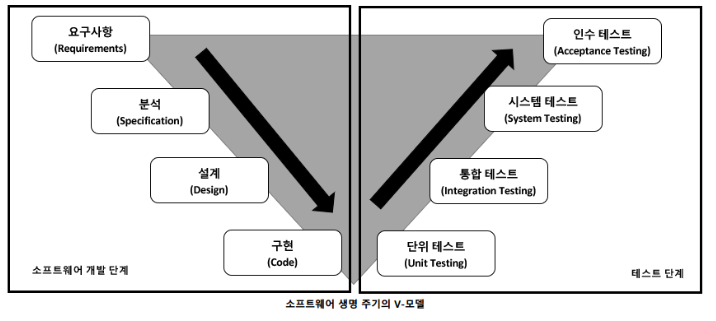 요구사항
(Requirements)
분석
(Specification)
설계
(Design)
구현
(Code)
소프트웨어 개발 단계
인수 테스트
(Acceptance Testing)
시스템 테스트
(System Testing)
통합 테스트
(Integration Testing)
단위 테스트
(Unit Testing)
테스트 단계
소프트웨어 생명 주기의 V-모델